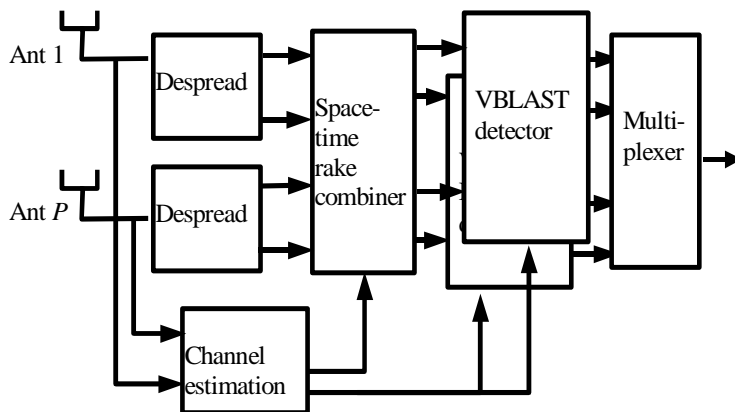 Ant 1
Despread
Space-
time
rake
combiner
VBLAST
detector
Multi-
plexer
Ant P
Despread
Channel
estimation